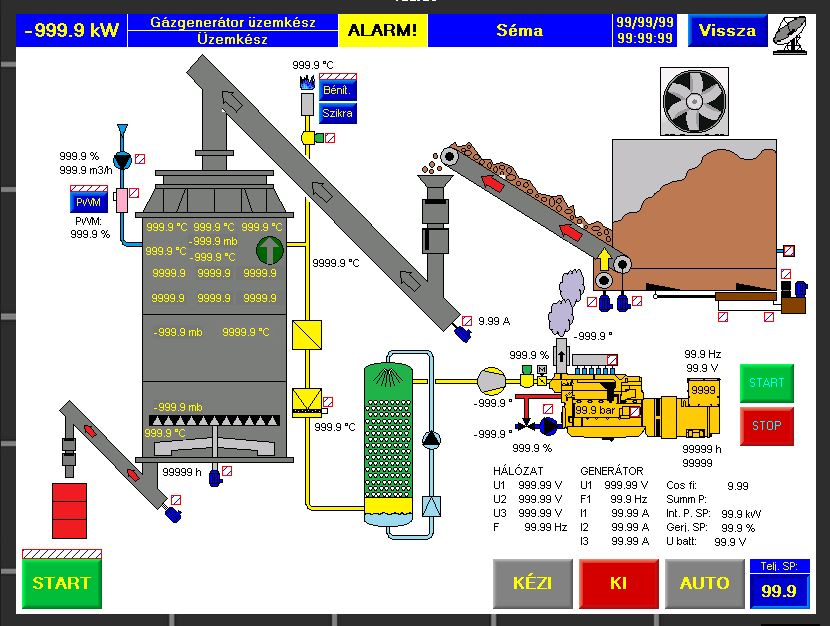 -999.9 kW
Gázgenerátor üzemkész
Üzemkész
ALARM!
Séma
99/99/99
99:99:99
Vissza
999.9 °C
Bénít.
Szikra
999.9 %
999.9 m3/h
PWM
PWM:
999.9 %
999.9 °C 999.9 °C 999.9 °C
-999.9 mb
999.9 °C
-999.9 °C
9999.9 9999.9 9999.9
9999.9 9999.9 9999.9
9999.9 °C
-999.9 mb 9999.9 °C
9.99 A
-999.9 °
999.9 %
M
99.9 Hz
99.9 V
9999
START
-999.9 °
99.9 bar
-999.9 mb
999.9 °C
999.9 °C
-999.9 °
STOP
999.9 %
99999 h
99999
99999 h
HÁLÓZAT GENERÁTOR
U1 999.99 V U1 999.99 V Cos fi: 9.99
U2 999.99 V F1 99.9 Hz Summ P:
U3 999.99 V I1 99.99 A Int. P. SP: 99.9 kW
F 99.99 Hz I2 99.99 A Gerj. SP: 99.9 %
I3 99.99 A U batt: 99.9 V
START
KÉZI
KI
AUTO
Telj. SP:
99.9